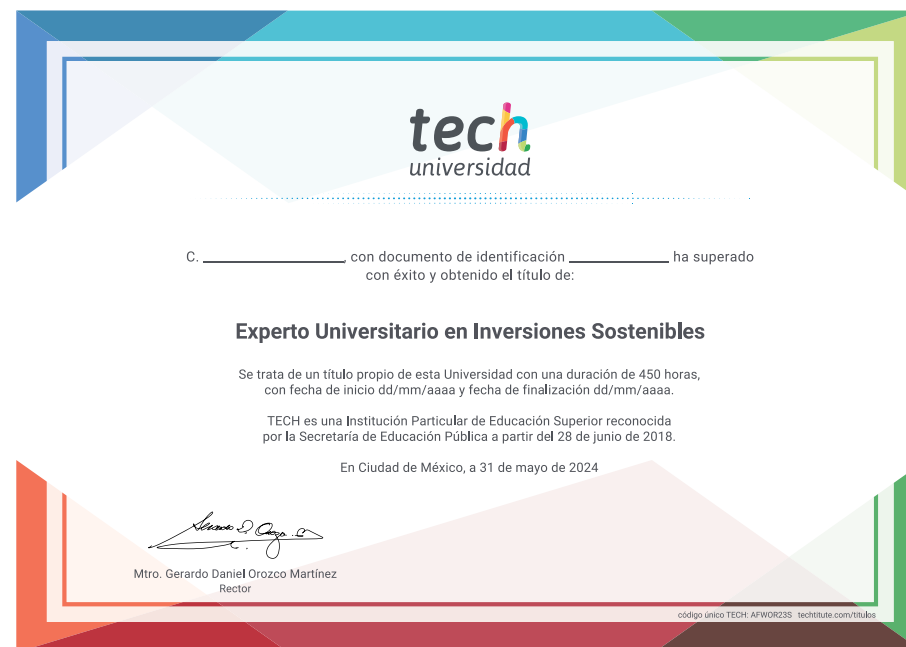 tech
universidad
C. ____________________, con documento de identificación ______________ ha superado
con éxito y obtenido el título de:
Experto Universitario en Inversiones Sostenibles
Se trata de un título propio de esta Universidad con una duración de 450 horas,
con fecha de inicio dd/mm/aaaa y fecha de finalización dd/mm/aaaa.
TECH es una Institución Particular de Educación Superior reconocida
por la Secretaría de Educación Pública a partir del 28 de junio de 2018.
En Ciudad de México, a 31 de mayo de 2024
Mtro. Gerardo Daniel Orozco Martínez
Rector
código único TECH: AFWOR23S techtitute.com/titulos